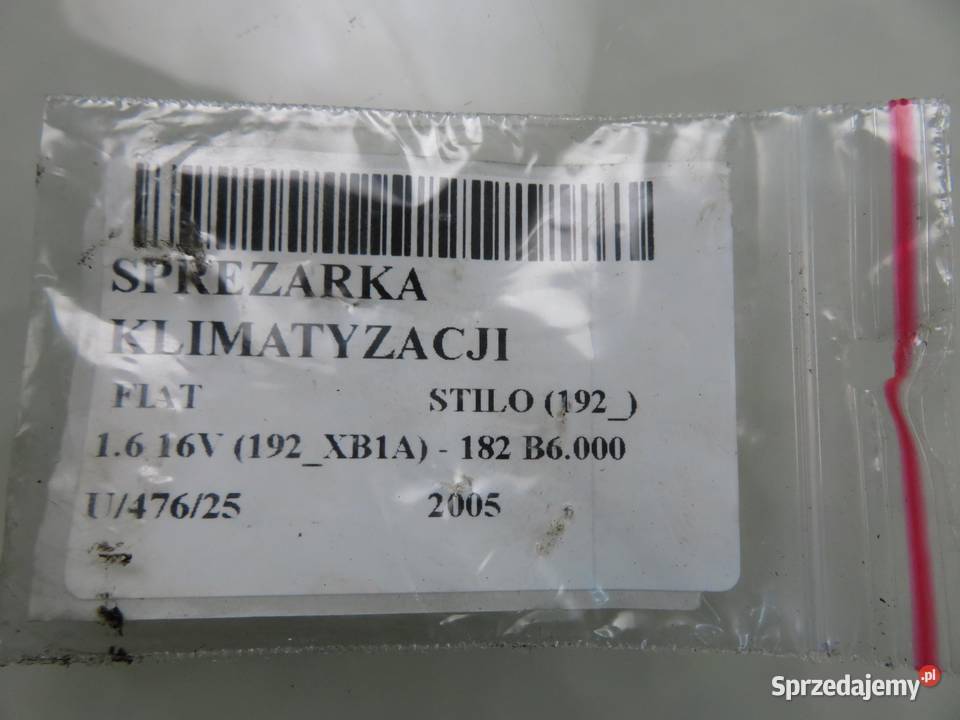 SPREZARKA
KLIMATYZACJI
FIAT STILO (192_)
1.6 16V (192_XB1A) - 182 B6.000
U/476/25 2005
Sprzedajemy.pl